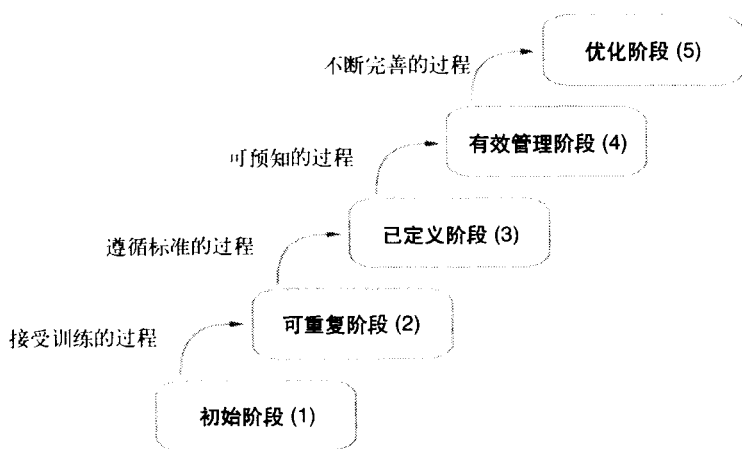 优化阶段 (5)
不断完善的过程
有效管理阶段 (4)
可预知的过程
已定义阶段 (3)
遵循标准的过程
可重复阶段 (2)
接受训练的过程
初始阶段 (1)